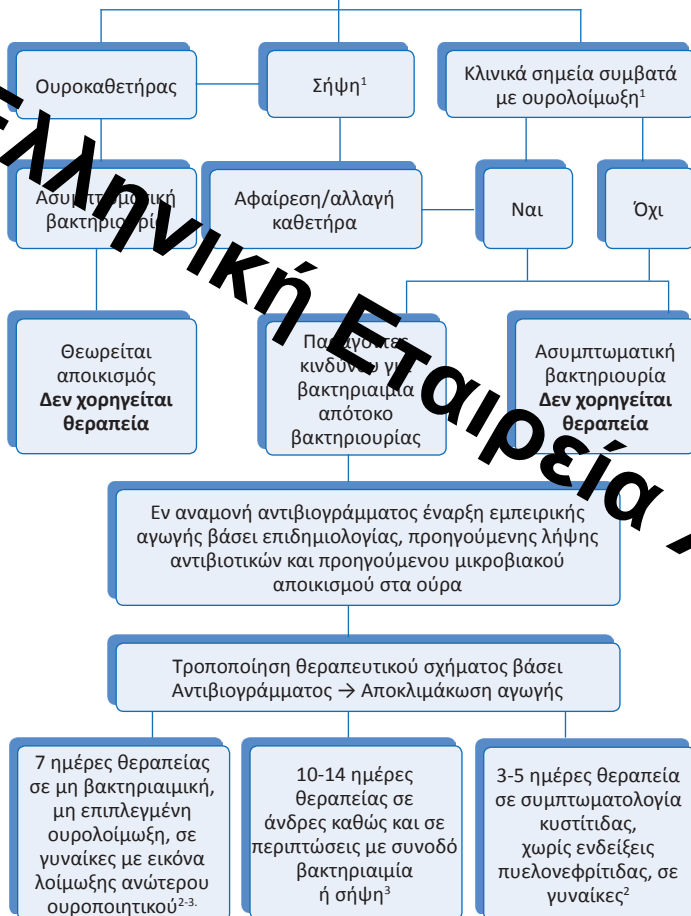 Ουροκαθετήρας
Σήψη1
Κλινικά σημεία συμβατά
με ουρολοίμωξη1
Ασυμπτωματική
βακτηριουρία
Αφαίρεση/αλλαγή
καθετήρα
Ναι
Όχι
Θεωρείται
αποικισμός
Δεν χορηγείται
θεραπεία
Παράγοντες
κινδύνου για
βακτηριαιμία
απότοκο
βακτηριουρίας
Ασυμπτωματική
βακτηριουρία
Δεν χορηγείται
θεραπεία
Εν αναμονή αντιβιογράμματος έναρξη εμπειρικής
αγωγής βάσει επιδημιολογίας, προηγούμενης λήψης
αντιβιοτικών και προηγούμενου μικροβιακού
αποικισμού στα ούρα
Τροποποίηση θεραπευτικού σχήματος βάσει
Αντιβιογράμματος → Αποκλιμάκωση αγωγής
7 ημέρες θεραπείας
σε μη βακτηριαιμική,
μη επιπλεγμένη
ουρολοίμωξη, σε
γυναίκες με εικόνα
λοίμωξης ανώτερου
ουροποιητικού2-3.
10-14 ημέρες
θεραπείας σε
άνδρες καθώς και σε
περιπτώσεις με συνοδό
βακτηριαιμία
ή σήψη3
3-5 ημέρες θεραπεία
σε συμπτωματολογία
κυστίτιδας,
χωρίς ενδείξεις
πυελονεφρίτιδας, σε
γυναίκες2
Ελληνική Εταιρεία